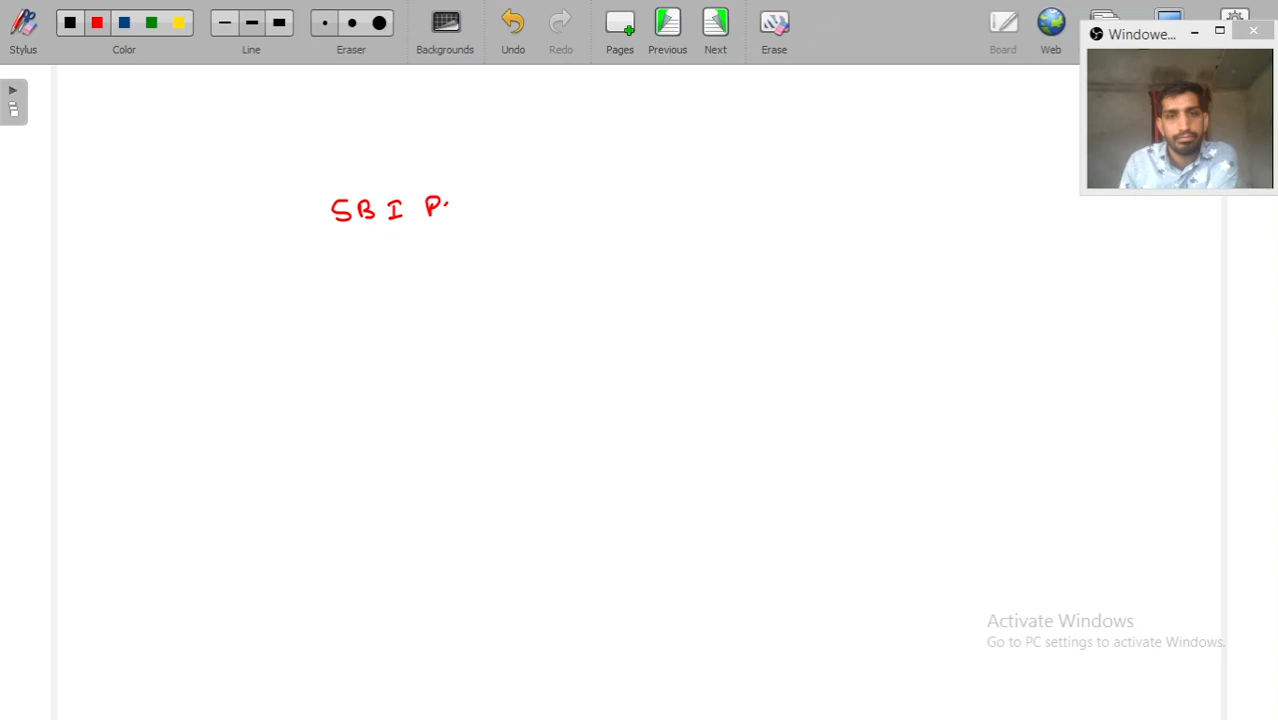 Stylus
Color
Line
Eraser
Backgrounds
Undo
Redo
Pages
Previous
Next
Erase
Board
Web
Windowe...
SB I P.
Activate Windows
Go to PC settings to activate Windows.